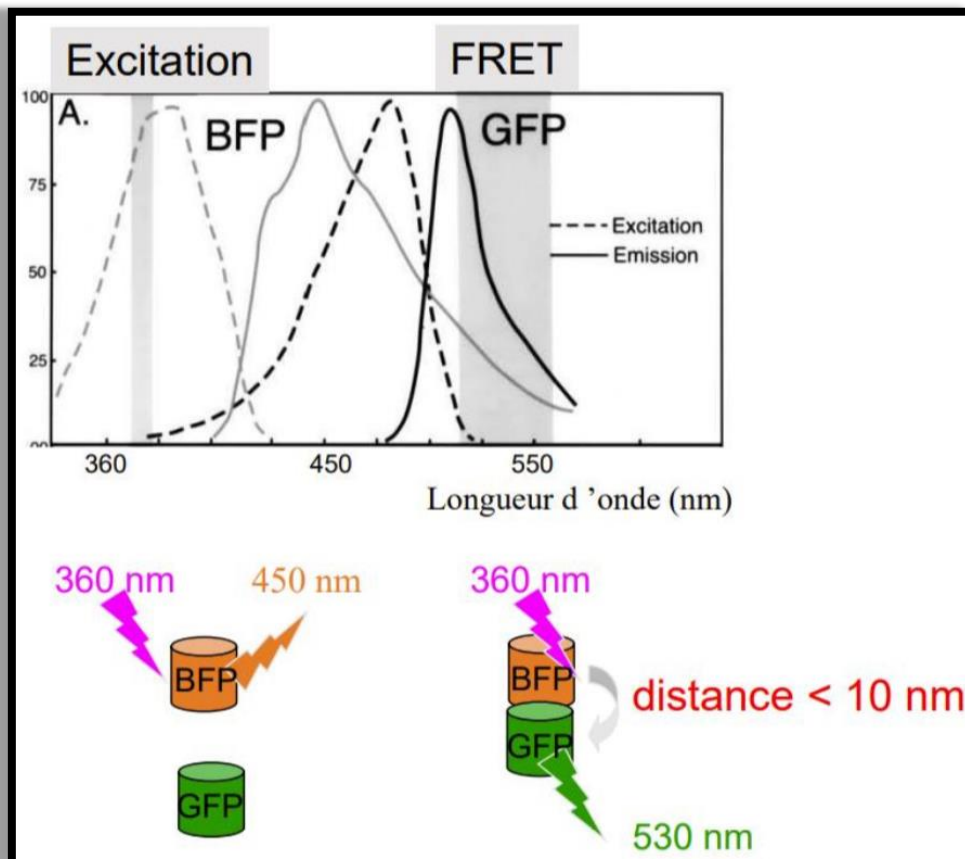 Excitation FRET
100
A.
BFP GFP
75
Excitation
Emission
50
25
360 450 550
Longueur d ’onde (nm)
360 nm 450 nm 360 nm
BFP BFP
distance < 10 nm
GFP GFP
530 nm